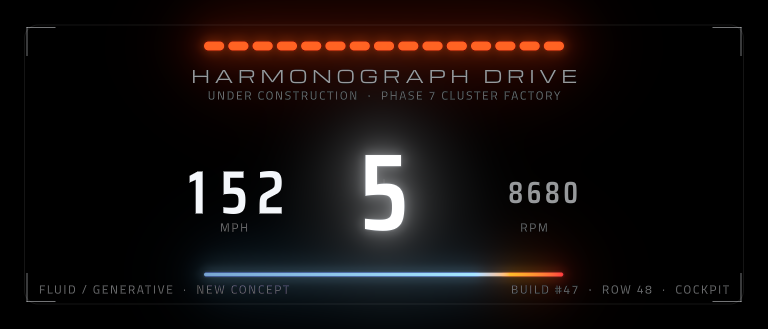 HARMONOGRAPH DRIVE
UNDER CONSTRUCTION · PHASE 7 CLUSTER FACTORY
152 5 8680
MPH RPM
FLUID / GENERATIVE · NEW CONCEPT BUILD #47 · ROW 48 · COCKPIT